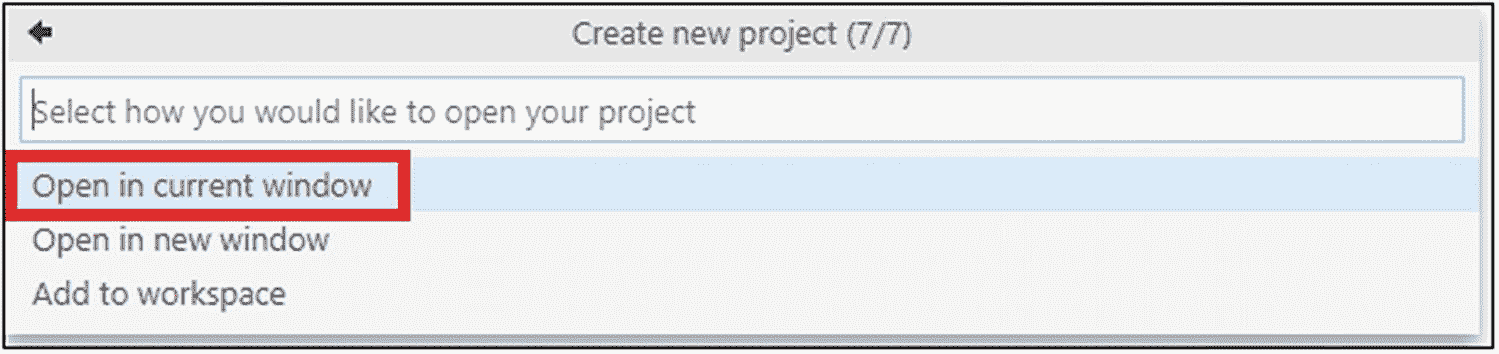 Create new project (7/7)
Select how you would like to open your project
Open in current window
Open in new window
Add to workspace